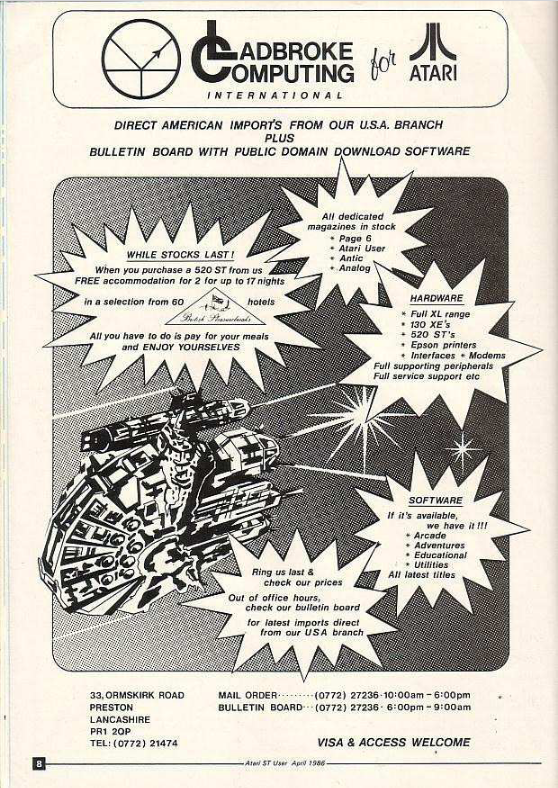 LADBROKE
COMPUTING
INTERNATIONAL
for
ATARI
DIRECT AMERICAN IMPORT'S FROM OUR U.S.A. BRANCH
PLUS
BULLETIN BOARD WITH PUBLIC DOMAIN DOWNLOAD SOFTWARE
All dedicated
magazines in stock
* Page 6
* Atari User
* Antic
* Analog
WHILE STOCKS LAST!
When you purchase a 520 ST from us
FREE accommodation for 2 for up to 17 nights
in a selection from 60 hotels
British
All you have to do is pay for your meals
and ENJOY YOURSELVES
HARDWARE
* Full XL range
* 130 XE's
* 520 ST's
* Epson printers
* Interfaces * Modems
Full supporting peripherals
Full service support etc
SOFTWARE
If it's available,
we have it!!!
* Arcade
* Adventures
* Educational
* Utilities
All latest titles
Ring us last &
check our prices
Out of office hours,
check our bulletin board
for latest imports direct
from our USA branch
33, ORMSKIRK ROAD
PRESTON
LANCASHIRE
PR1 2QP
TEL: (0772) 21474
MAIL ORDER·········(0772) 27236·10:00am-6:00pm
BULLETIN BOARD···(0772) 27236· 6:00pm-9:00am
VISA & ACCESS WELCOME
8
Atari ST User April 1986